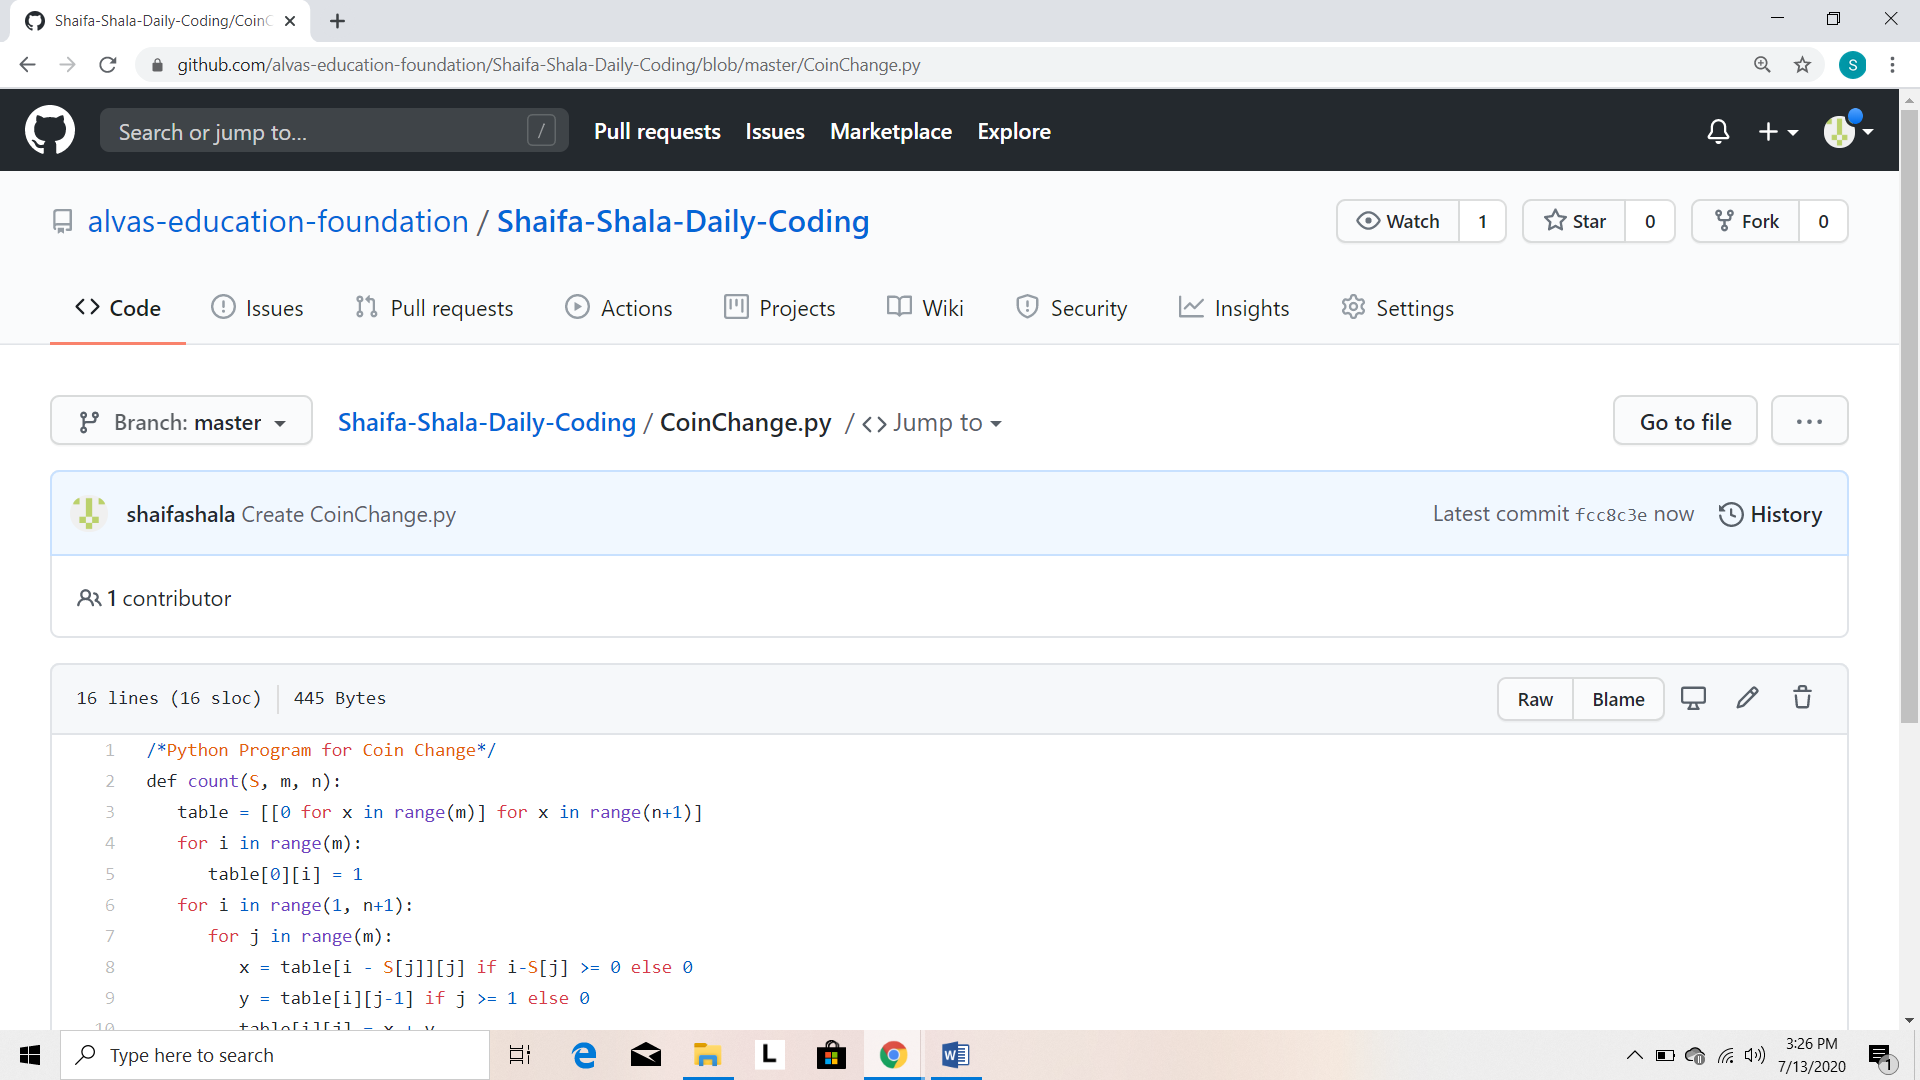 Shaifa-Shala-Daily-Coding/CoinC
github.com/alvas-education-foundation/Shaifa-Shala-Daily-Coding/blob/master/CoinChange.py
S
Search or jump to... /
Pull requests Issues Marketplace Explore
alvas-education-foundation / Shaifa-Shala-Daily-Coding
Watch 1 Star 0 Fork 0
Code Issues Pull requests Actions Projects Wiki Security Insights Settings
Branch: master Shaifa-Shala-Daily-Coding / CoinChange.py / <> Jump to Go to file ...
shaifashala Create CoinChange.py Latest commit fcc8c3e now History
1 contributor
16 lines (16 sloc) 445 Bytes Raw Blame
1 /*Python Program for Coin Change*/
2 def count(S, m, n):
3 table = [[0 for x in range(m)] for x in range(n+1)]
4 for i in range(m):
5 table[0][i] = 1
6 for i in range(1, n+1):
7 for j in range(m):
8 x = table[i - S[j]][j] if i-S[j] >= 0 else 0
9 y = table[i][j-1] if j >= 1 else 0
10 table[i][j] = x + y
Type here to search
L
W
3:26 PM
7/13/2020
1